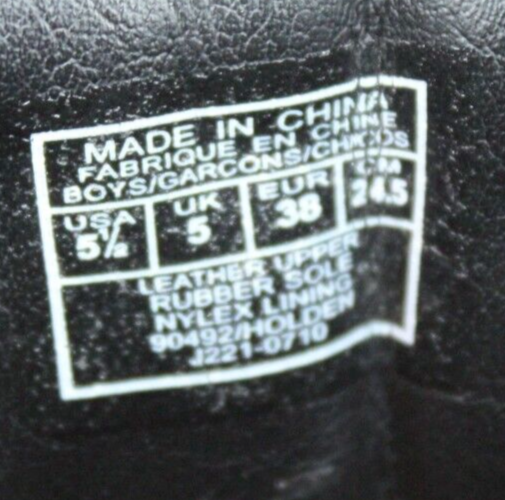 MADE IN CHINA
FABRIQUE EN CHINE
BOYS/GARCONS/CHICOS
USA UK EUR CM
5½ 5 38 24.5
LEATHER UPPER
RUBBER SOLE
NYLEX LINING
90492/HOLDEN
J221-0710